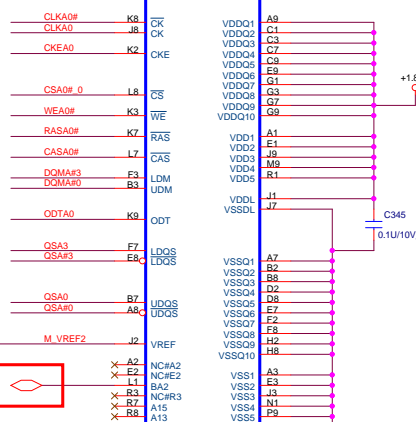 CLKA0# K8 CK VDDQ1 A9
CLKA0 J8 CK VDDQ2 C1
VDDQ3 C3
CKEA0 K2 CKE VDDQ4 C7
VDDQ5 C9
VDDQ6 E9
VDDQ7 G1
CSA0#_0 L8 CS VDDQ8 G3
VDDQ9 G7 +1.8
WEA0# K3 WE VDDQ10 G9
RASA0# K7 RAS VDD1 A1
VDD2 E1
CASA0# L7 CAS VDD3 J9
VDD4 M9
DQMA#3 F3 LDM VDD5 R1
DQMA#0 B3 UDM
VDDL J1
VSSDL J7
ODTA0 K9 ODT C345
0.1U/10V
QSA3 F7 LDQS
QSA#3 E8 LDQS VSSQ1 A7
VSSQ2 B2
VSSQ3 B8
VSSQ4 D2
QSA0 B7 UDQS VSSQ5 D8
QSA#0 A8 UDQS VSSQ6 E7
VSSQ7 F2
VSSQ8 F8
M_VREF2 J2 VREF VSSQ9 H2
VSSQ10 H8
A2 NC#A2
E2 NC#E2 VSS1 A3
L1 BA2 VSS2 E3
R3 NC#R3 VSS3 J3
R7 A15 VSS4 N1
R8 A13 VSS5 P9